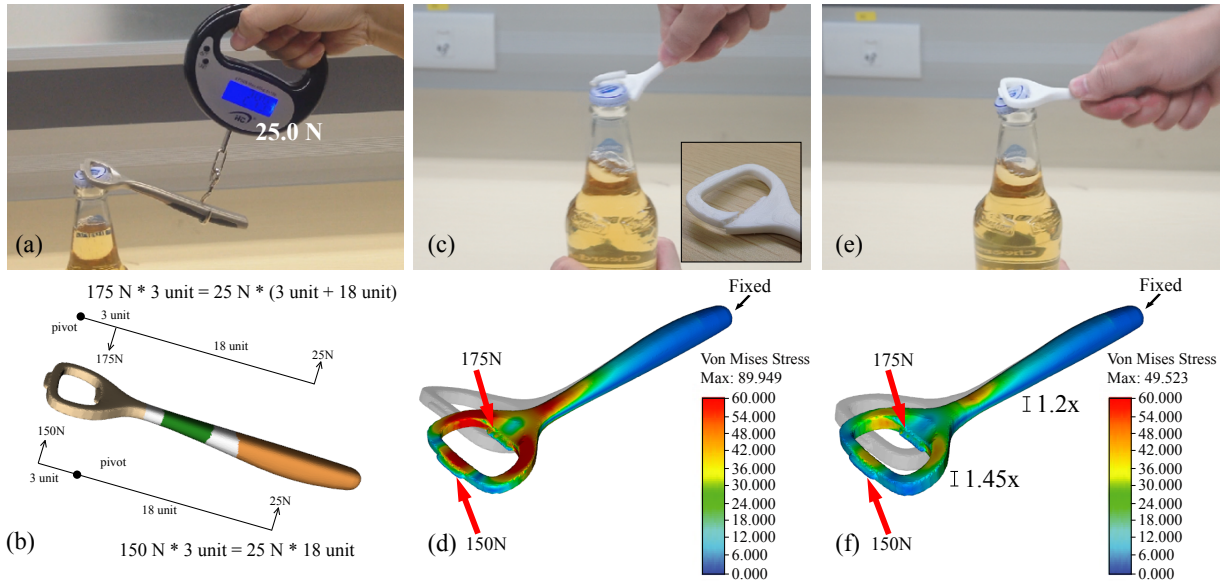 25.0 N
(a)
(c)
(e)
175 N * 3 unit = 25 N * (3 unit + 18 unit)
pivot
3 unit
175N
18 unit
25N
150N
3 unit
pivot
18 unit
25N
150 N * 3 unit = 25 N * 18 unit
(b)
Fixed
175N
150N
Von Mises Stress
Max: 89.949
60.000
54.000
48.000
42.000
36.000
30.000
24.000
18.000
12.000
6.000
0.000
(d)
Fixed
175N
150N
1.2x
1.45x
Von Mises Stress
Max: 49.523
60.000
54.000
48.000
42.000
36.000
30.000
24.000
18.000
12.000
6.000
0.000
(f)